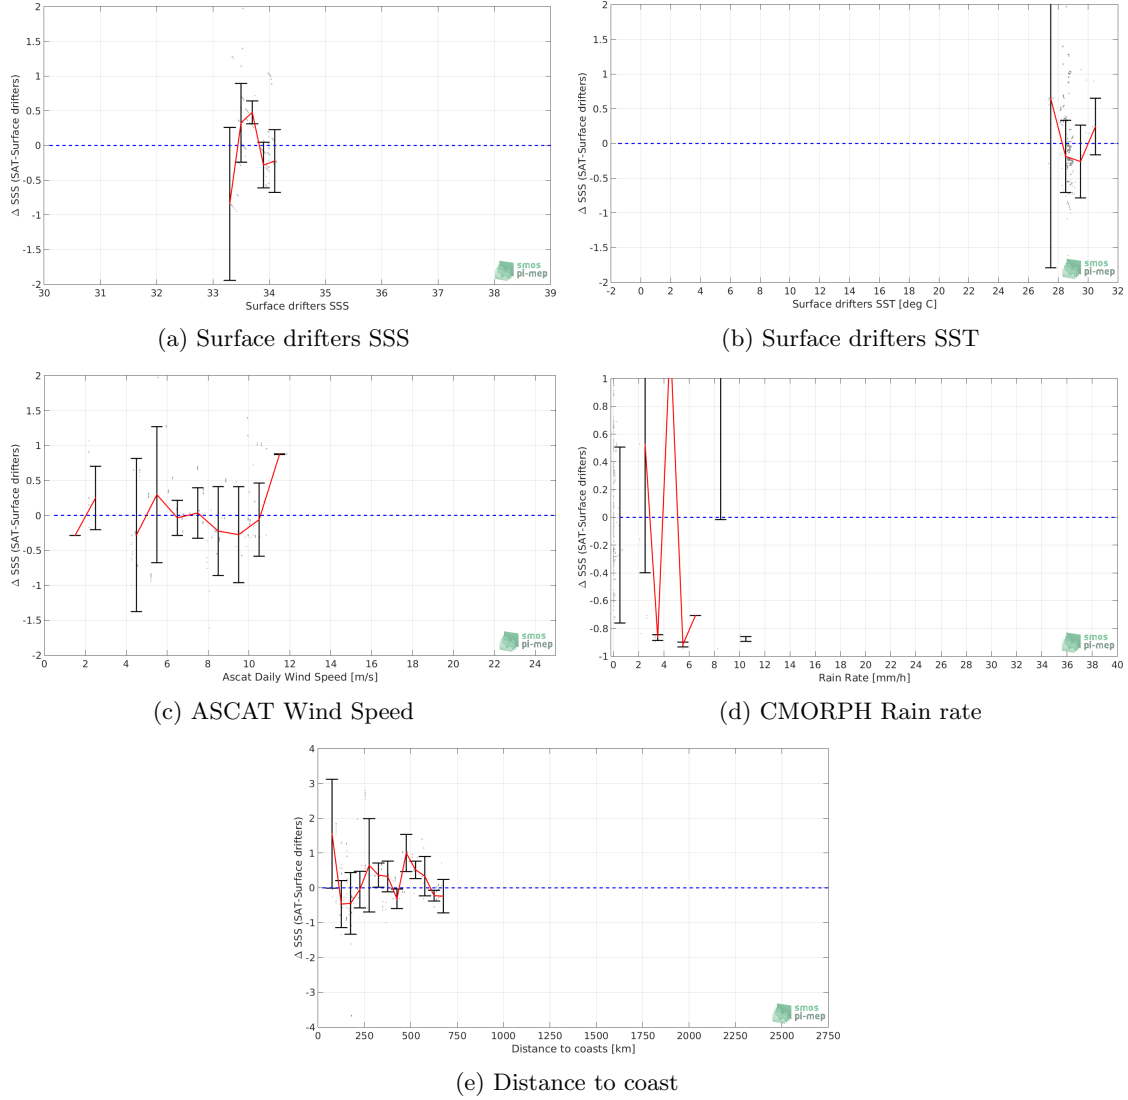 2
1.5
1
0.5
0
-0.5
-1
-1.5
-2
Δ SSS (SAT-Surface drifters)
30 31 32 33 34 35 36 37 38 39
Surface drifters SSS
smos
pi-mep
(a) Surface drifters SSS
2
1.5
1
0.5
0
-0.5
-1
-1.5
-2
Δ SSS (SAT-Surface drifters)
-2 0 2 4 6 8 10 12 14 16 18 20 22 24 26 28 30 32
Surface drifters SST [deg C]
smos
pi-mep
(b) Surface drifters SST
2
1.5
1
0.5
0
-0.5
-1
-1.5
-2
Δ SSS (SAT-Surface drifters)
0 2 4 6 8 10 12 14 16 18 20 22 24
Ascat Daily Wind Speed [m/s]
smos
pi-mep
(c) ASCAT Wind Speed
1
0.8
0.6
0.4
0.2
0
-0.2
-0.4
-0.6
-0.8
-1
Δ SSS (SAT-Surface drifters)
0 2 4 6 8 10 12 14 16 18 20 22 24 26 28 30 32 34 36 38 40
Rain Rate [mm/h]
smos
pi-mep
(d) CMORPH Rain rate
4
3
2
1
0
-1
-2
-3
-4
Δ SSS (SAT-Surface drifters)
0 250 500 750 1000 1250 1500 1750 2000 2250 2500 2750
Distance to coasts [km]
smos
pi-mep
(e) Distance to coast